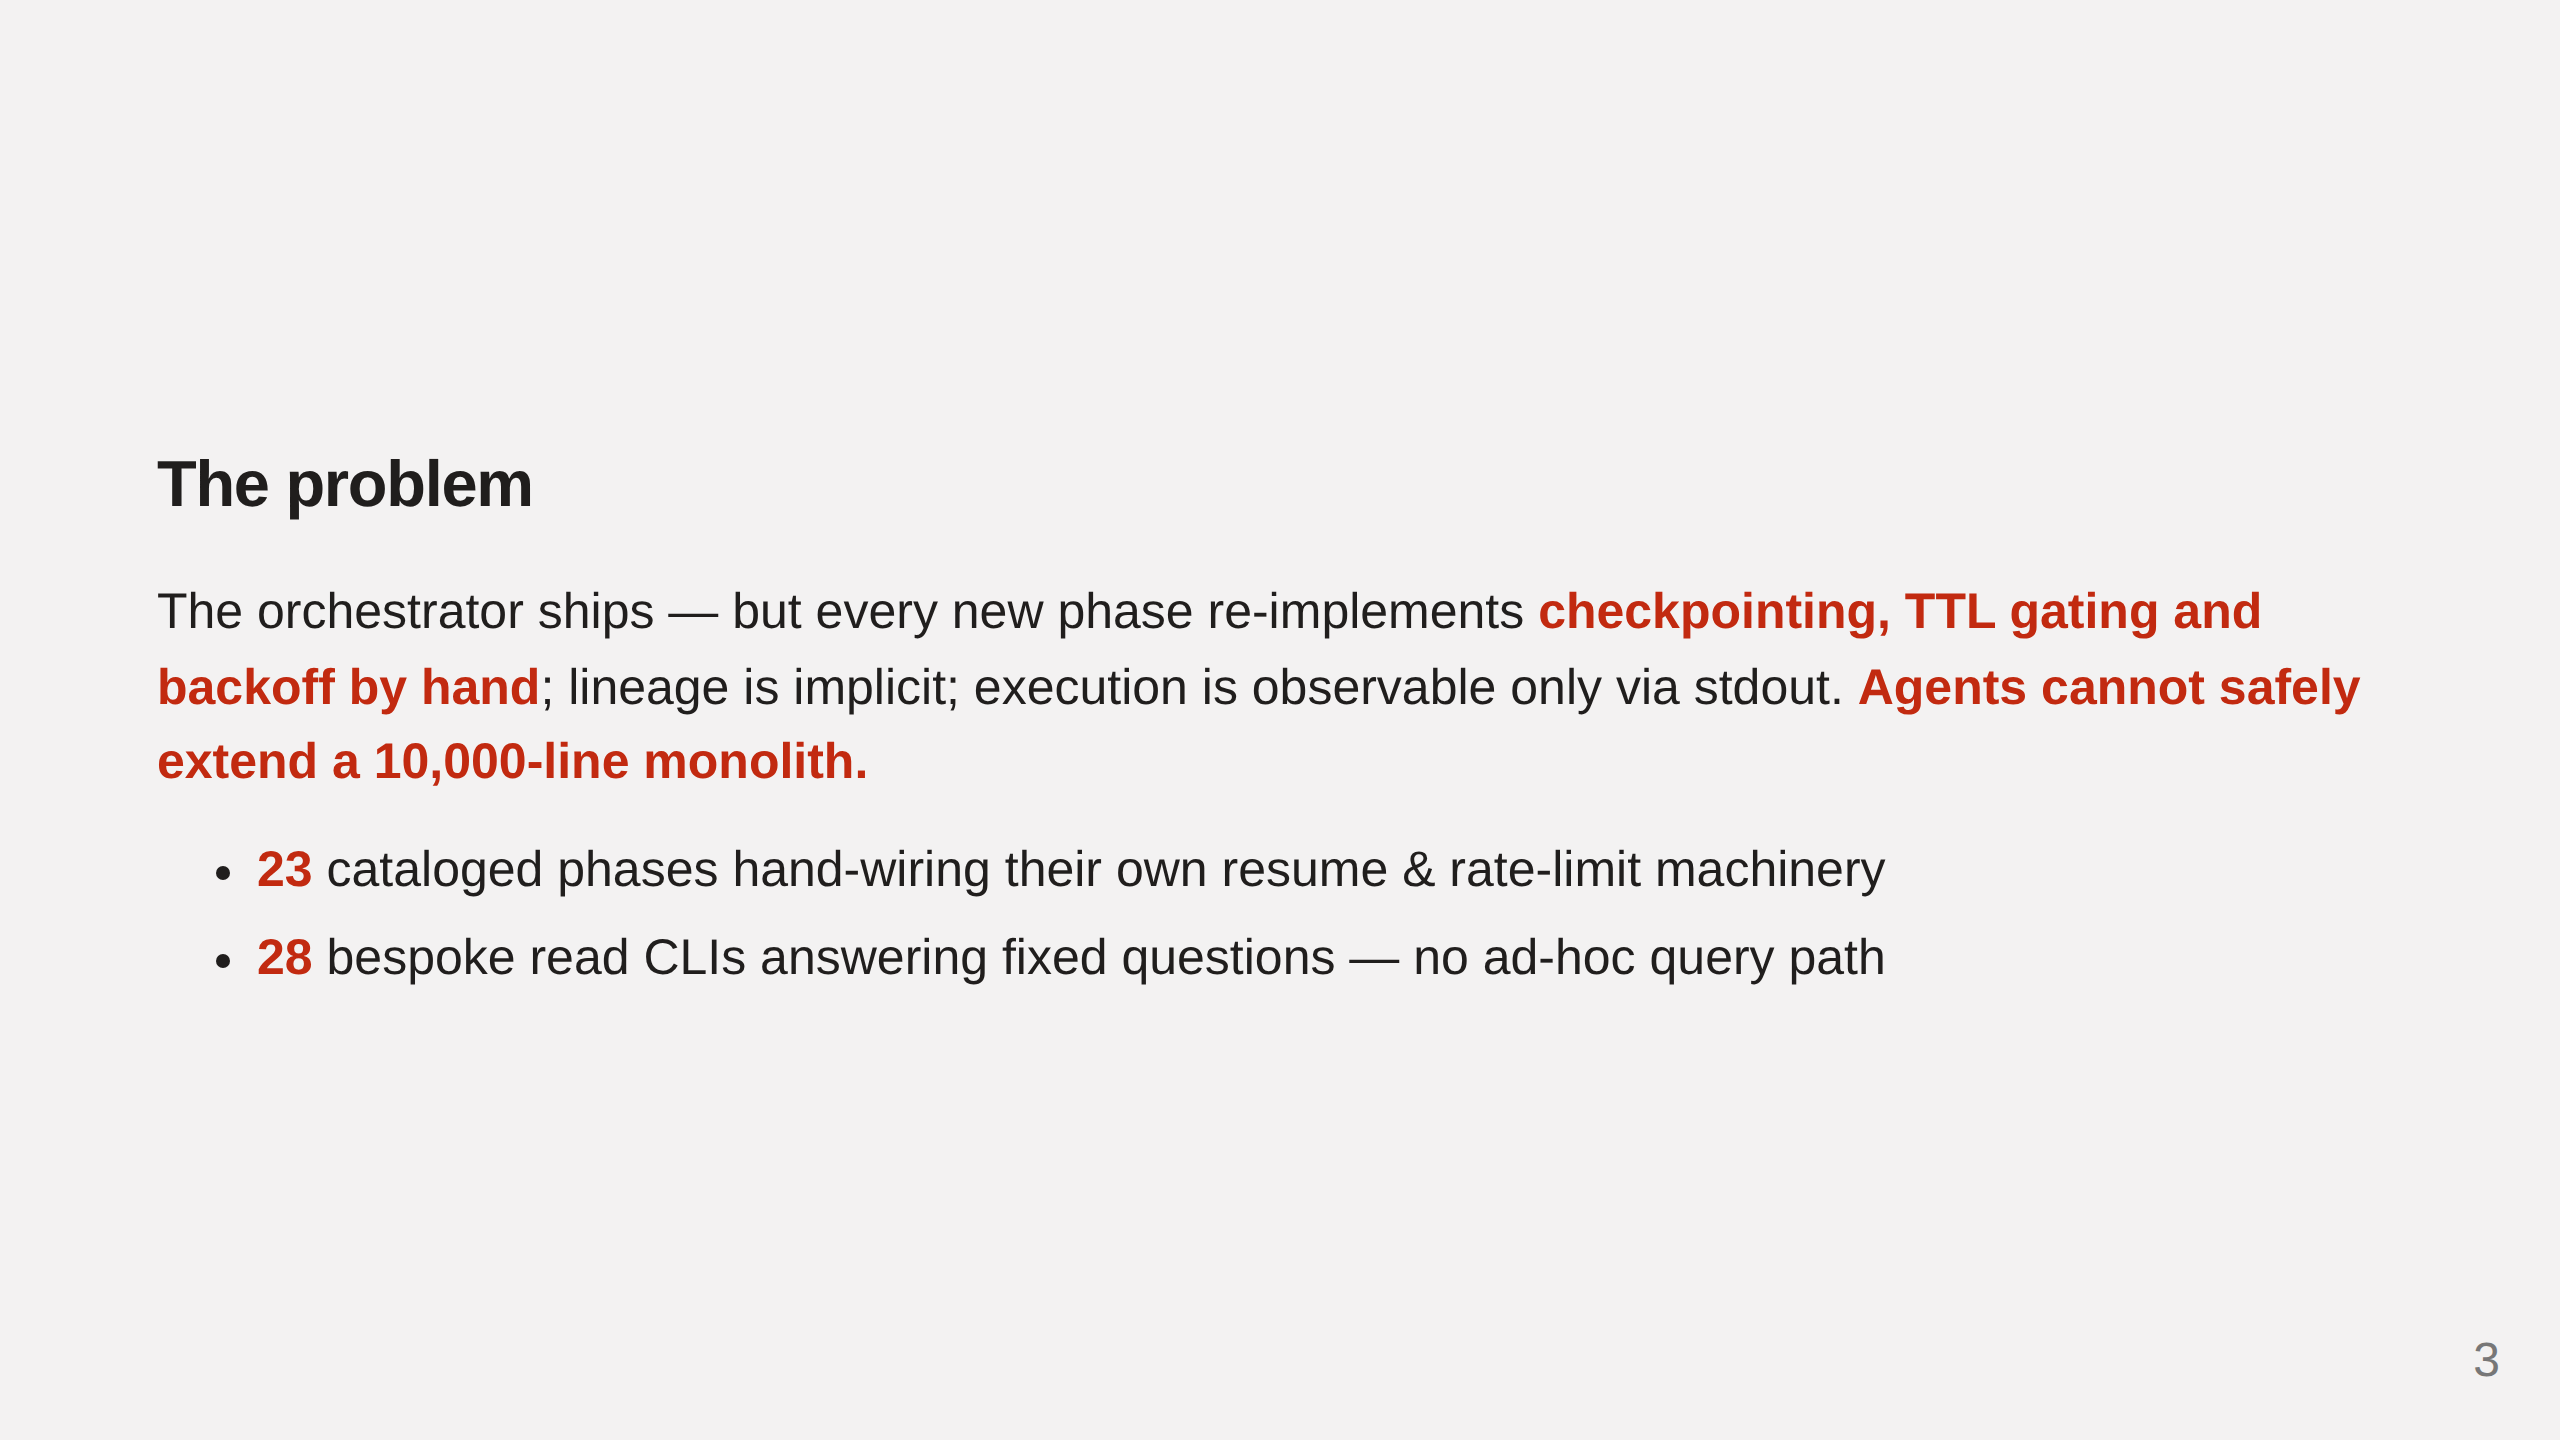 The problem
The orchestrator ships — but every new phase re-implements checkpointing, TTL gating and
backoff by hand; lineage is implicit; execution is observable only via stdout. Agents cannot safely
extend a 10,000-line monolith.
• 23 cataloged phases hand-wiring their own resume & rate-limit machinery
• 28 bespoke read CLIs answering fixed questions — no ad-hoc query path
3